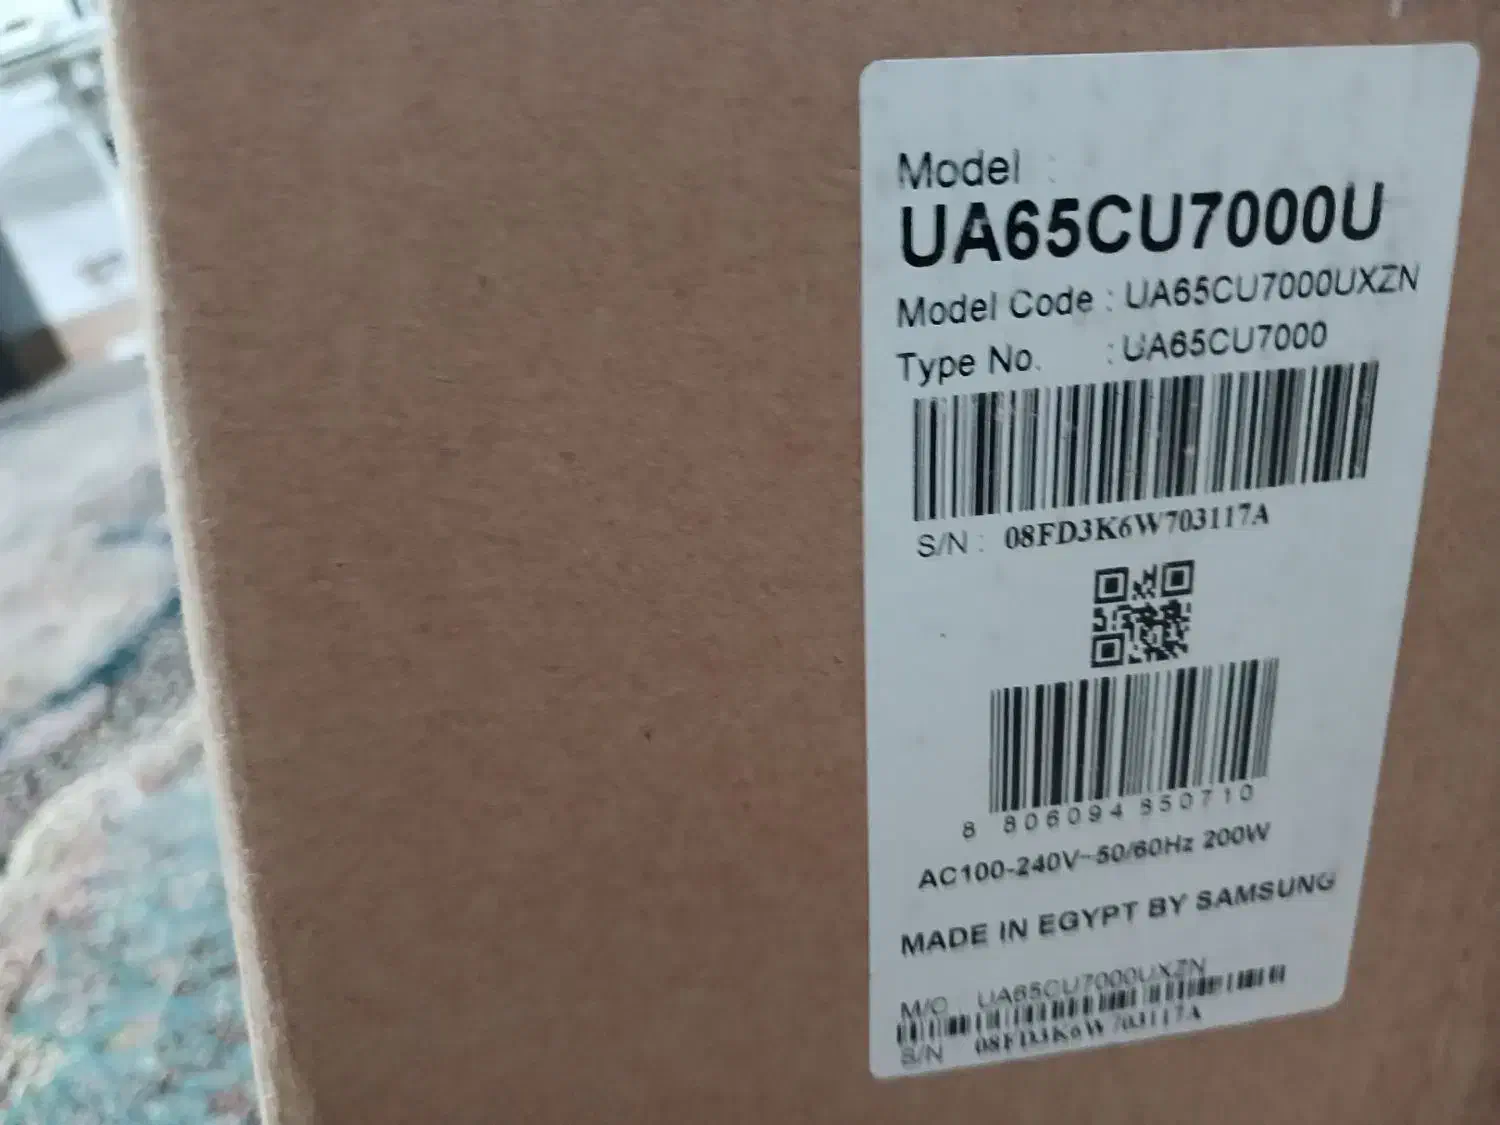 Model :
UA65CU7000U
Model Code : UA65CU7000UXZN
Type No. : UA65CU7000
S/N : 08FD3K6W703117A
8 806094 850710
AC100-240V~50/60Hz 200W
MADE IN EGYPT BY SAMSUNG
M/C UA65CU7000UXZN
S/N 08FD3K6W703117A